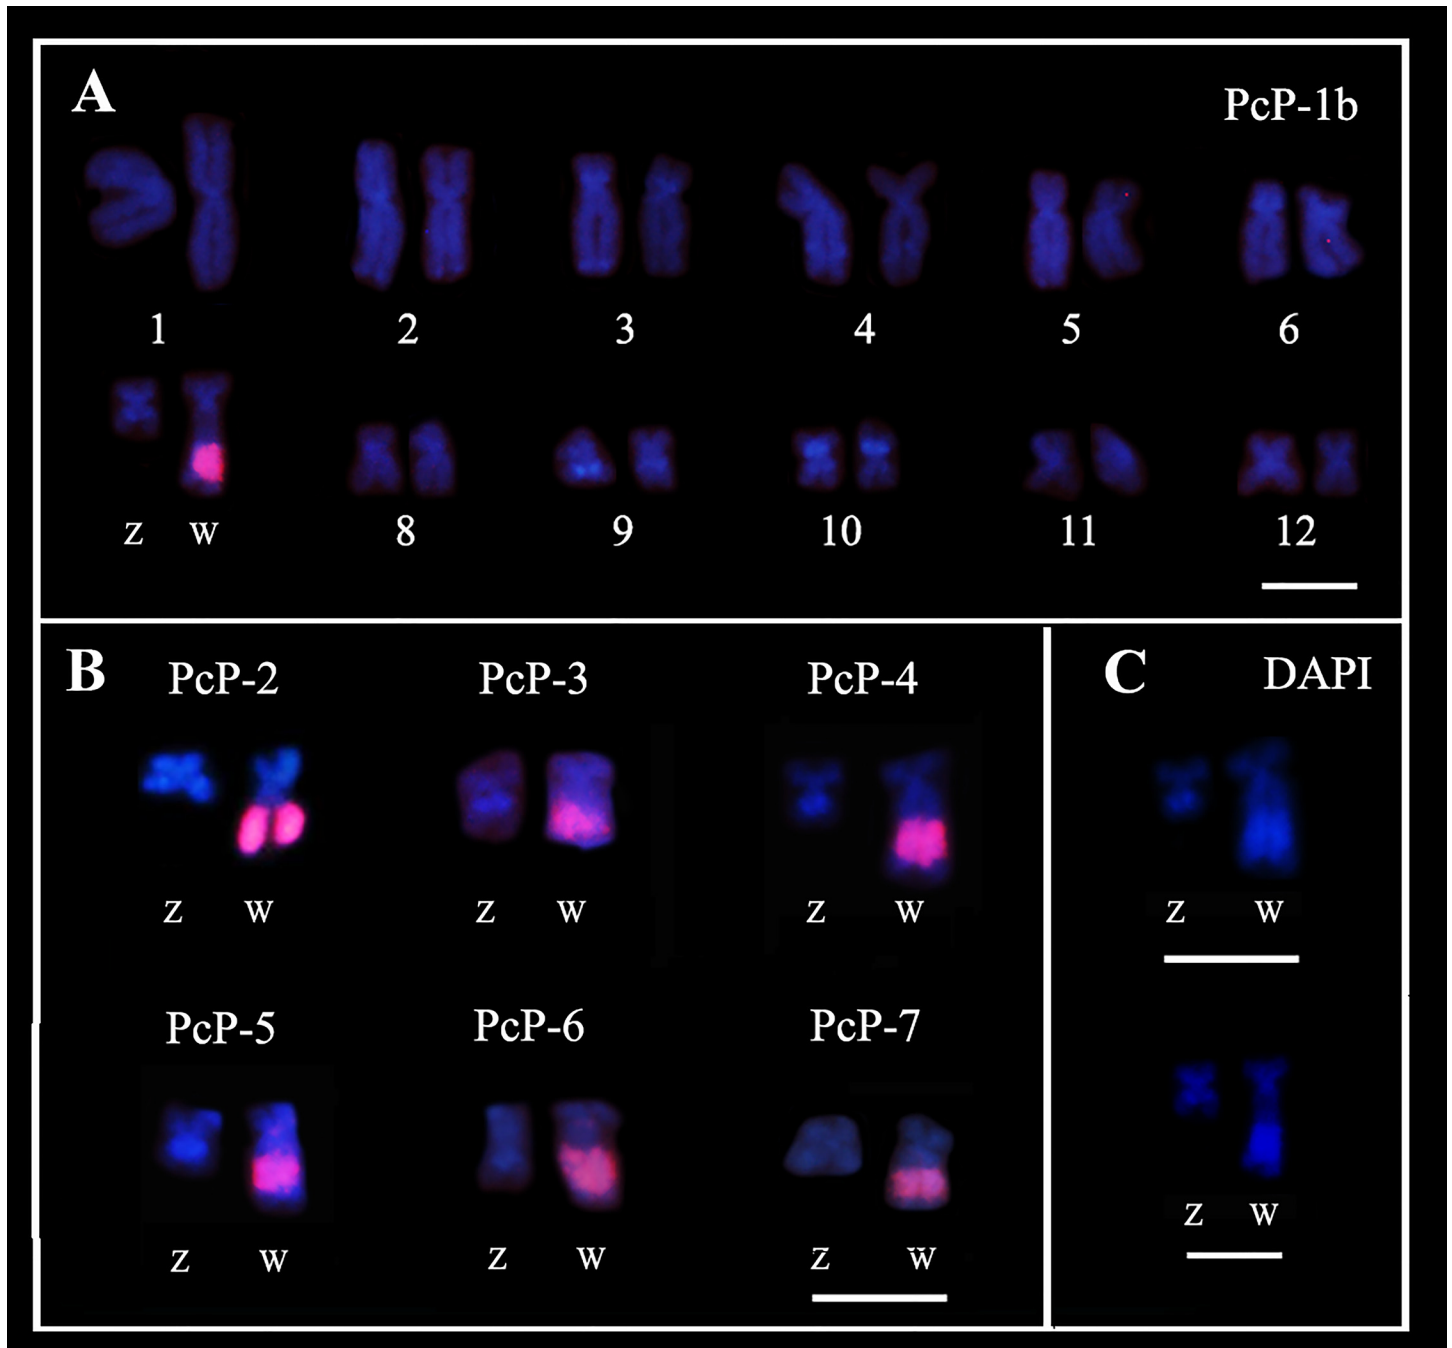 A
PcP-1b
1 2 3 4 5 6
Z W 8 9 10 11 12
B
PcP-2 PcP-3 PcP-4
Z W Z W Z W
PcP-5 PcP-6 PcP-7
Z W Z W Z W
C
DAPI
Z W
Z W